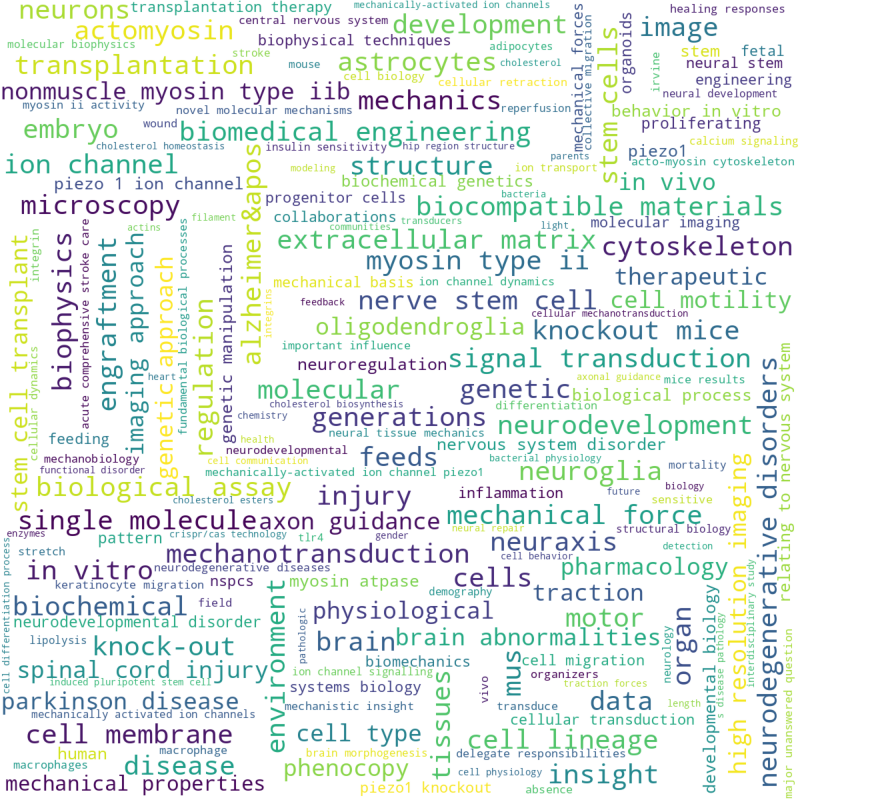 neurons
transplantation therapy
mechanically-activated ion channels
healing responses
actomyosin
central nervous system
development
image
molecular biophysics
biophysical techniques
adipocytes
mechanical forces
collective migration
stem cells
organoids
stem
fetal
transplantation
stroke
mouse
astrocytes
cholesterol
irvine
neural stem
cell biology
cellular retraction
engineering
nonmuscle myosin type iib
mechanics
neural development
myosin ii activity
novel molecular mechanisms
reperfusion
behavior in vitro
embryo
wound
biomedical engineering
proliferating
calcium signaling
cholesterol homeostasis
insulin sensitivity
hip region structure
parents
piezo1
ion channel
modeling
structure
ion transport
acto-myosin cytoskeleton
piezo 1 ion channel
alzheimer&apos
biochemical genetics
in vivo
microscopy
progenitor cells
bacteria
biocompatible materials
filament
collaborations
transducers
actins
communities
light
molecular imaging
stem cell transplant
integrin
biophysics
acute comprehensive stroke care
engraftment
imaging approach
genetic approach
fundamental biological processes
regulation
genetic manipulation
extracellular matrix
cytoskeleton
myosin type ii
therapeutic
mechanical basis
ion channel dynamics
integrins
feedback
nerve stem cell
cell motility
cellular mechanotransduction
oligodendroglia
knockout mice
important influence
cellular dynamics
neuroregulation
signal transduction
heart
axonal guidance
mice results
molecular
genetic
biological process
cholesterol biosynthesis
differentiation
chemistry
generations
neurodevelopment
feeding
neural tissue mechanics
health
nervous system disorder
mechanobiology
neurodevelopmental
feeds
bacterial physiology
functional disorder
cell communication
neuroglia
mortality
mechanically-activated ion channel piezo1
biological assay
injury
inflammation
future
biology
sensitive
cholesterol esters
single molecule
axon guidance
mechanical force
high resolution imaging
neurodegenerative disorders
relating to nervous system
enzymes
pattern
crispr/cas technology
tlr4
gender
neural repair
structural biology
stretch
mechanotransduction
neuraxis
detection
cell behavior
in vitro
neurodegenerative diseases
pharmacology
keratinocyte migration
nspcs
myosin atpase
cells
cell differentiation process
demography
traction
biochemical
field
environment
physiological
motor
organ
developmental biology
s disease pathology
interdisciplinary study
neurodevelopmental disorder
pathologic
brain
brain abnormalities
lipolysis
knock-out
biomechanics
mus
cell migration
neurology
spinal cord injury
ion channel signalling
tissues
organizers
induced pluripotent stem cell
systems biology
vivo
traction forces
major unanswered question
parkinson disease
mechanistic insight
transduce
data
length
mechanically activated ion channels
cellular transduction
cell membrane
cell type
cell lineage
human
macrophage
brain morphogenesis
delegate responsibilities
macrophages
disease
phenocopy
cell physiology
insight
mechanical properties
piezo1 knockout
absence